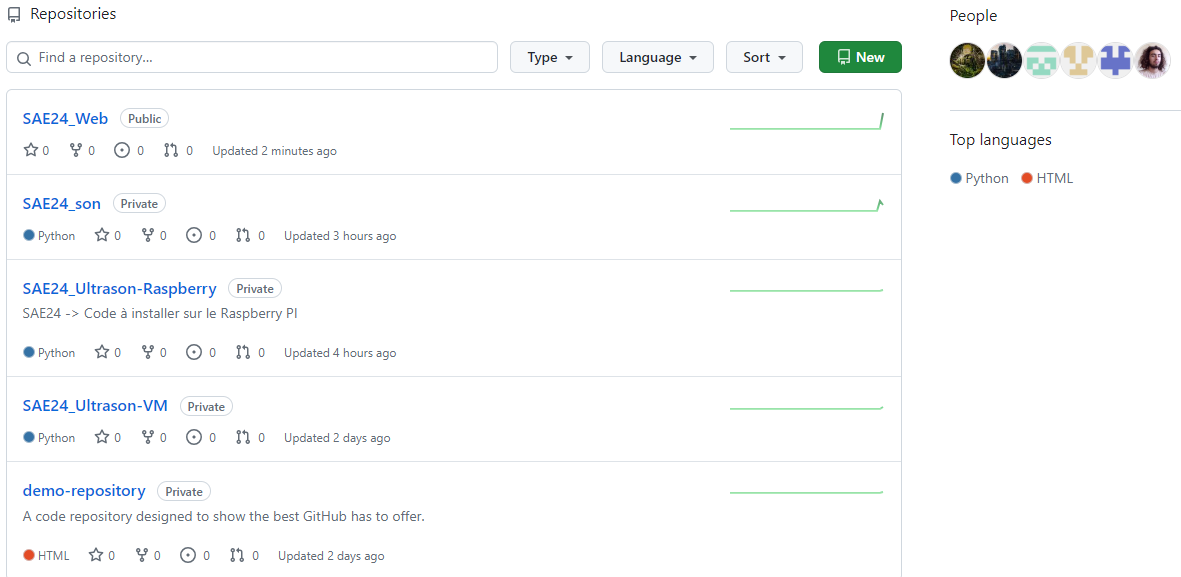 Repositories
Find a repository...
Type
Language
Sort
New
SAE24_Web Public
0 0 0 0 Updated 2 minutes ago
SAE24_son Private
Python 0 0 0 0 Updated 3 hours ago
SAE24_Ultrason-Raspberry Private
SAE24 -> Code à installer sur le Raspberry PI
Python 0 0 0 0 Updated 4 hours ago
SAE24_Ultrason-VM Private
Python 0 0 0 0 Updated 2 days ago
demo-repository Private
A code repository designed to show the best GitHub has to offer.
HTML 0 0 0 0 Updated 2 days ago
People
Top languages
Python HTML